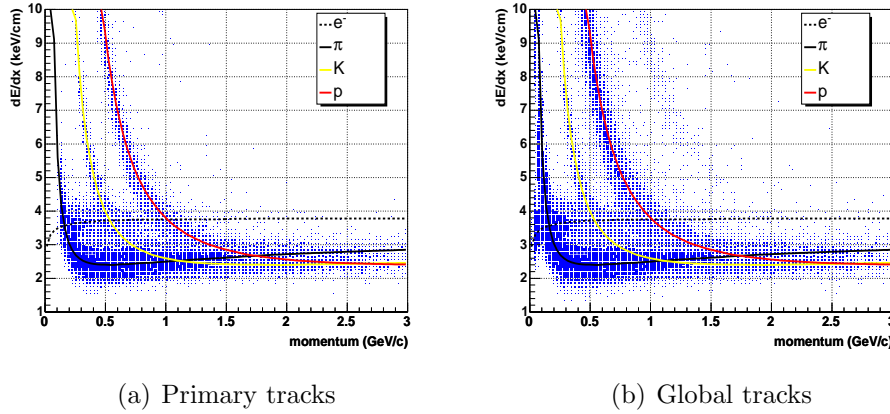 dE/dx (keV/cm)
10
9
8
7
6
5
4
3
2
1
0
0.5
1
1.5
2
2.5
3
momentum (GeV/c)
e-
π
K
p
(a) Primary tracks
dE/dx (keV/cm)
10
9
8
7
6
5
4
3
2
1
0
0.5
1
1.5
2
2.5
3
momentum (GeV/c)
e-
π
K
p
(b) Global tracks